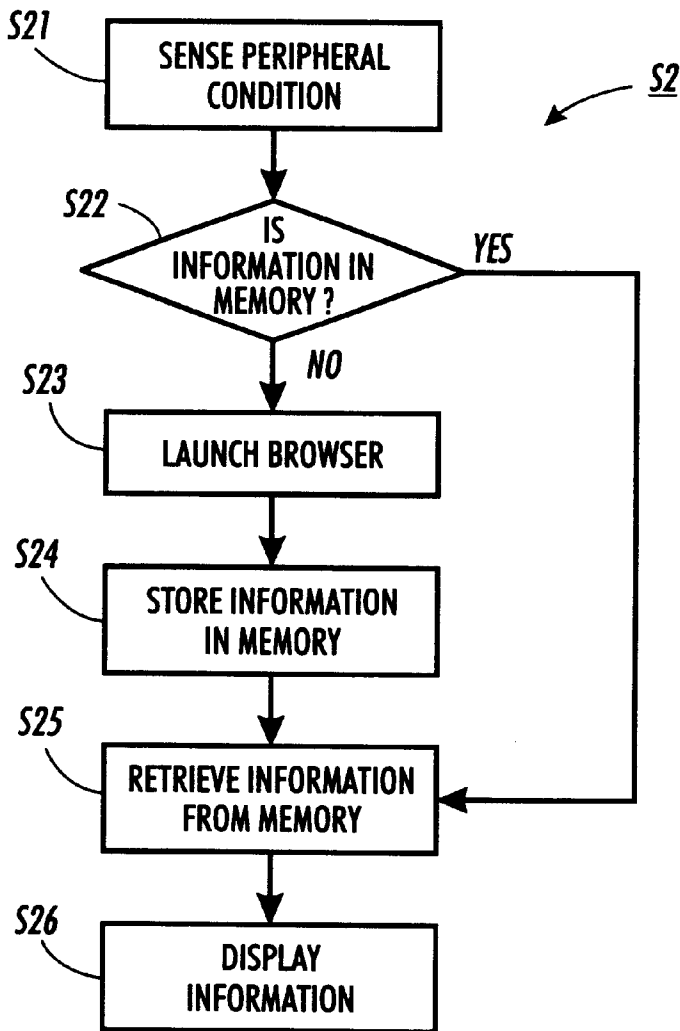 S21
SENSE PERIPHERAL
CONDITION
S2
S22
IS
INFORMATION IN
MEMORY ?
YES
NO
S23
LAUNCH BROWSER
S24
STORE INFORMATION
IN MEMORY
S25
RETRIEVE INFORMATION
FROM MEMORY
S26
DISPLAY
INFORMATION